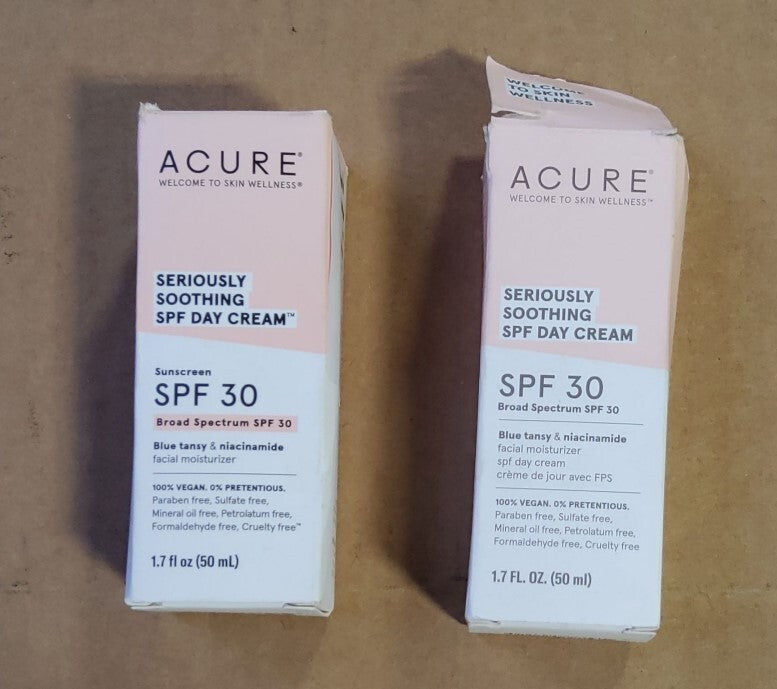 ACURE®
WELCOME TO SKIN WELLNESS®
SERIOUSLY
SOOTHING
SPF DAY CREAM™
Sunscreen
SPF 30
Broad Spectrum SPF 30
Blue tansy & niacinamide
facial moisturizer
100% VEGAN. 0% PRETENTIOUS.
Paraben free, Sulfate free,
Mineral oil free, Petrolatum free,
Formaldehyde free, Cruelty free™
1.7 fl oz (50 mL)
WELCOME
TO SKIN
WELLNESS
ACURE®
WELCOME TO SKIN WELLNESS™
SERIOUSLY
SOOTHING
SPF DAY CREAM
SPF 30
Broad Spectrum SPF 30
Blue tansy & niacinamide
facial moisturizer
spf day cream
crème de jour avec FPS
100% VEGAN. 0% PRETENTIOUS.
Paraben free, Sulfate free,
Mineral oil free, Petrolatum free,
Formaldehyde free, Cruelty free
1.7 FL. OZ. (50 ml)